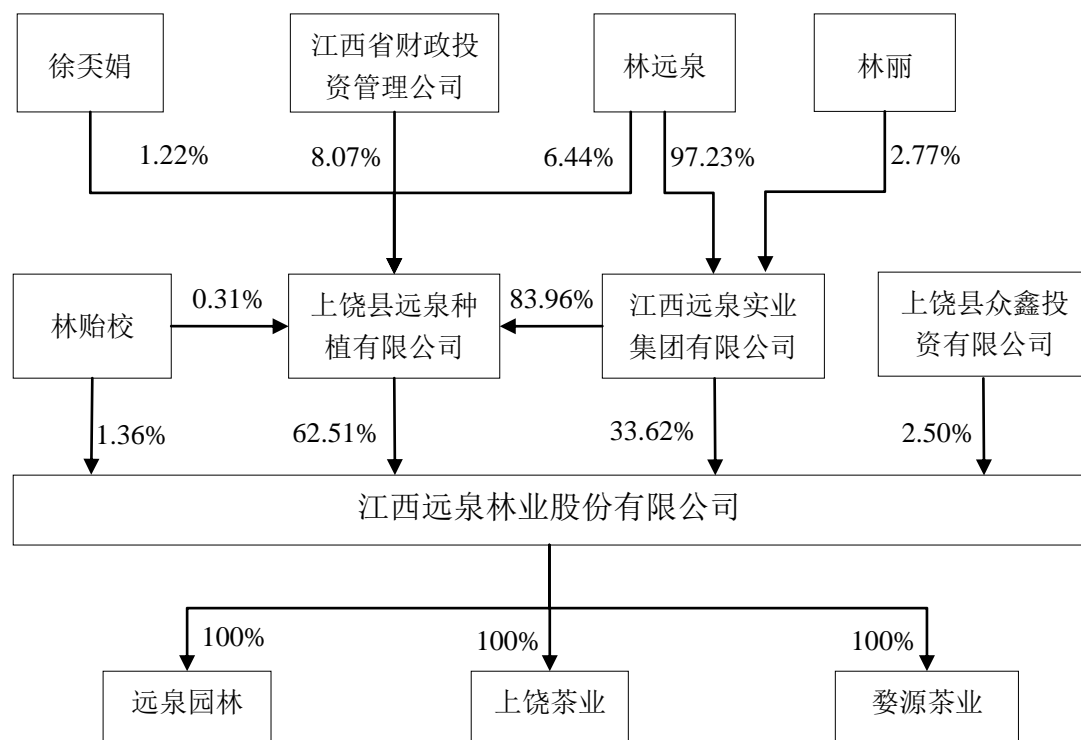 徐奀娟
江西省财政投
资管理公司
林远泉
林丽
1.22%
8.07%
6.44%
97.23%
2.77%
林贻校
0.31%
上饶县远泉种
植有限公司
83.96%
江西远泉实业
集团有限公司
上饶县众鑫投
资有限公司
1.36%
62.51%
33.62%
2.50%
江西远泉林业股份有限公司
100%
100%
100%
远泉园林
上饶茶业
婺源茶业